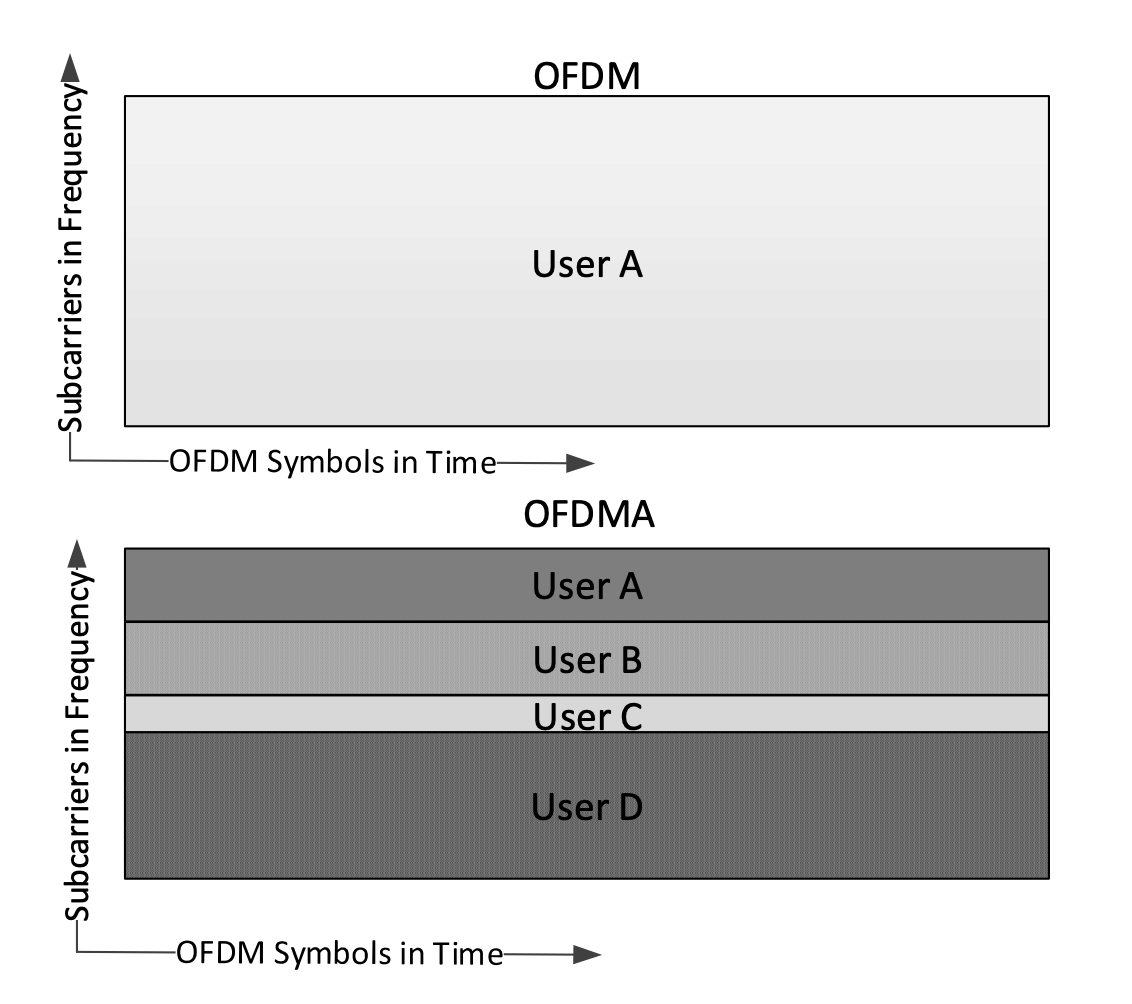 OFDM
Subcarriers in Frequency
User A
OFDM Symbols in Time
OFDMA
Subcarriers in Frequency
User A
User B
User C
User D
OFDM Symbols in Time